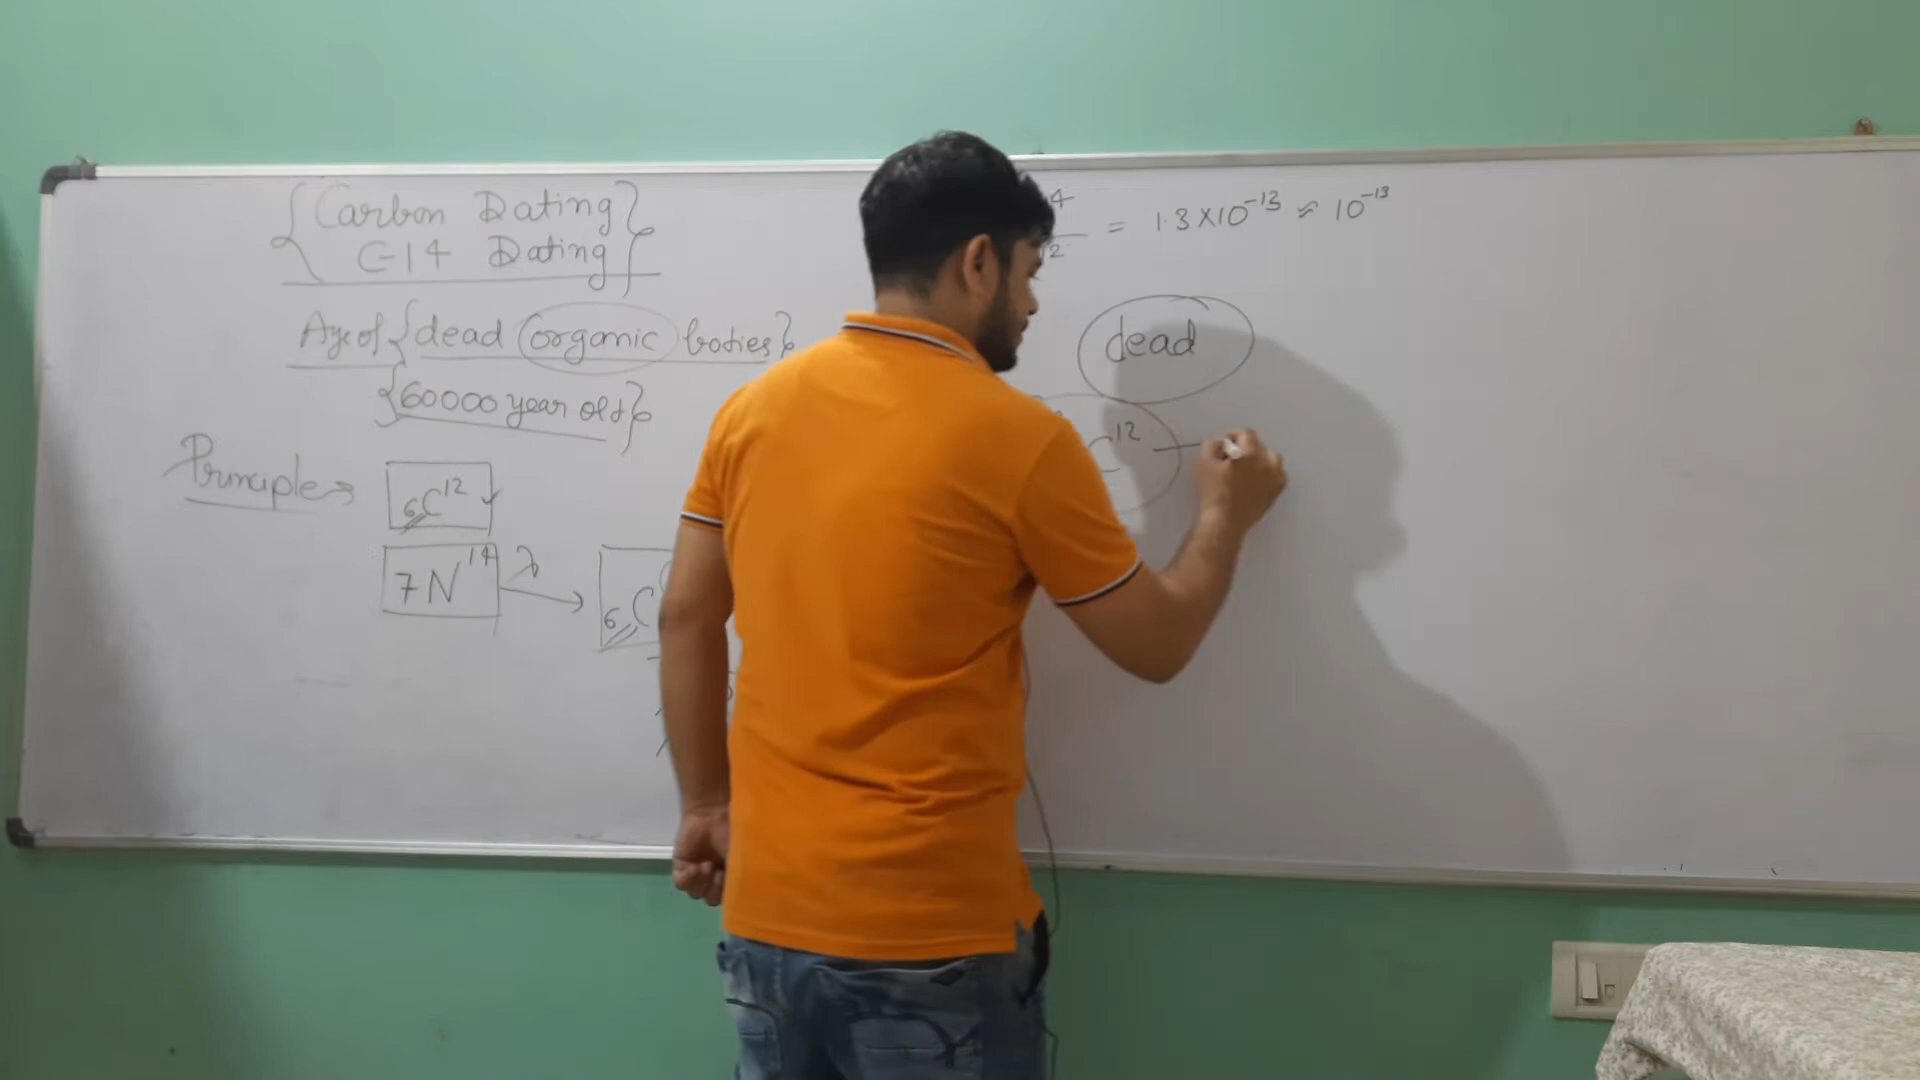 {Carbon Dating}
C-14 Dating
Age of {dead organic bodies}
{60000 year old}
Principle →
₆C¹²
₇N¹⁴ λ → ₆C
= 1.3×10⁻¹³ ≈ 10⁻¹³
dead
C¹²